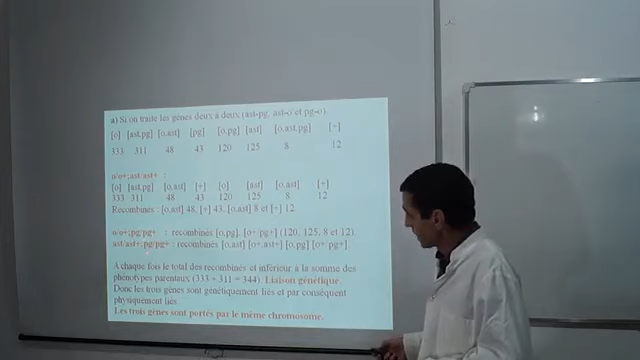 a) Si on traite les gènes deux à deux (ast-pg, ast-o et pg-o).
[o] [ast,pg] [o,ast] [pg] [o,pg] [ast] [o,ast,pg] [+]
333 311 48 43 120 125 8 12
o/o+;ast/ast+ :
[o] [ast,pg] [o,ast] [+] [o] [ast] [o,ast] [+]
333 311 48 43 120 125 8 12
Recombinés : [o,ast] 48, [+] 43, [o,ast] 8 et [+] 12
o/o+;pg/pg+ : recombinés [o,pg], [o+/pg+] (120, 125, 8 et 12).
ast/ast+;pg/pg+ : recombinés [o,ast] [o+,ast+] [o,pg] [o+,pg+]
A chaque fois le total des recombinés et inférieur à la somme des
phénotypes parentaux (333 + 311 = 344). Liaison génétique.
Donc les trois gènes sont génétiquement liés et par conséquent
physiquement liés.
Les trois gènes sont portés par le même chromosome.